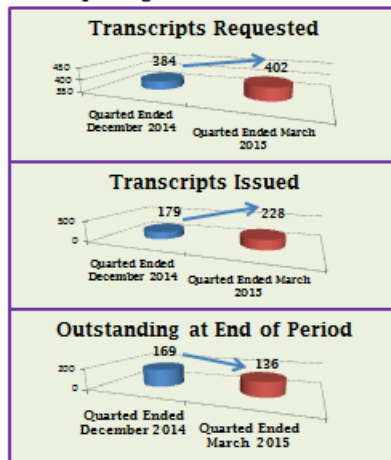 Transcripts Requested
384
402
450
400
350
Quarted Ended
December 2014
Quarted Ended March
2015
Transcripts Issued
179
228
500
0
Quarted Ended
December 2014
Quarted Ended March
2015
Outstanding at End of Period
169
136
200
0
Quarted Ended
December 2014
Quarted Ended
March 2015